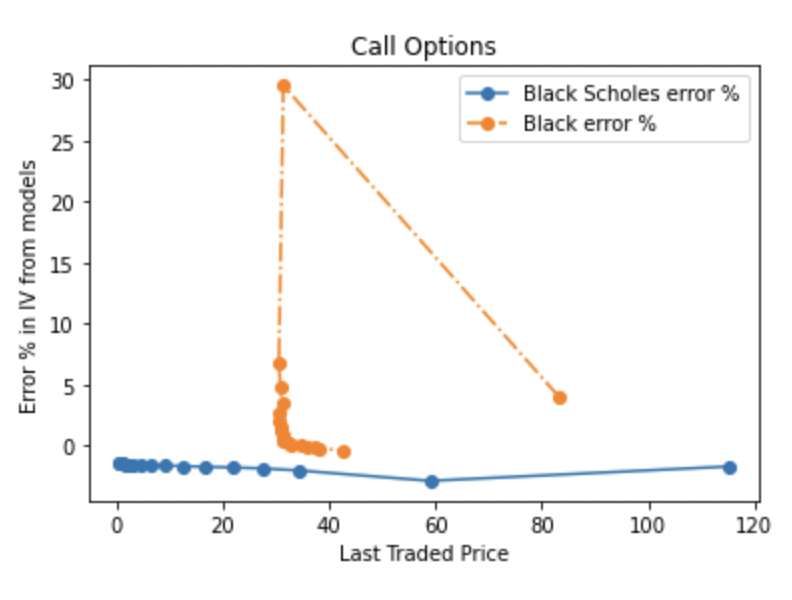 Call Options
Black Scholes error %
Black error %
Error % in IV from models
30
25
20
15
10
5
0
0 20 40 60 80 100 120
Last Traded Price